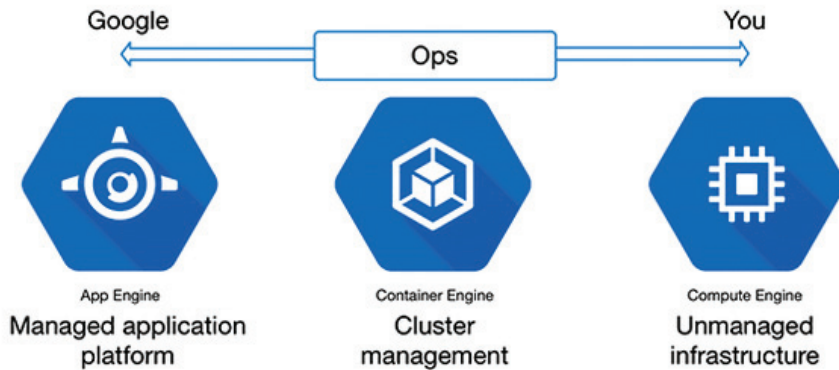 Google
You
Ops
App Engine
Container Engine
Compute Engine
Managed application
platform
Cluster
management
Unmanaged
infrastructure